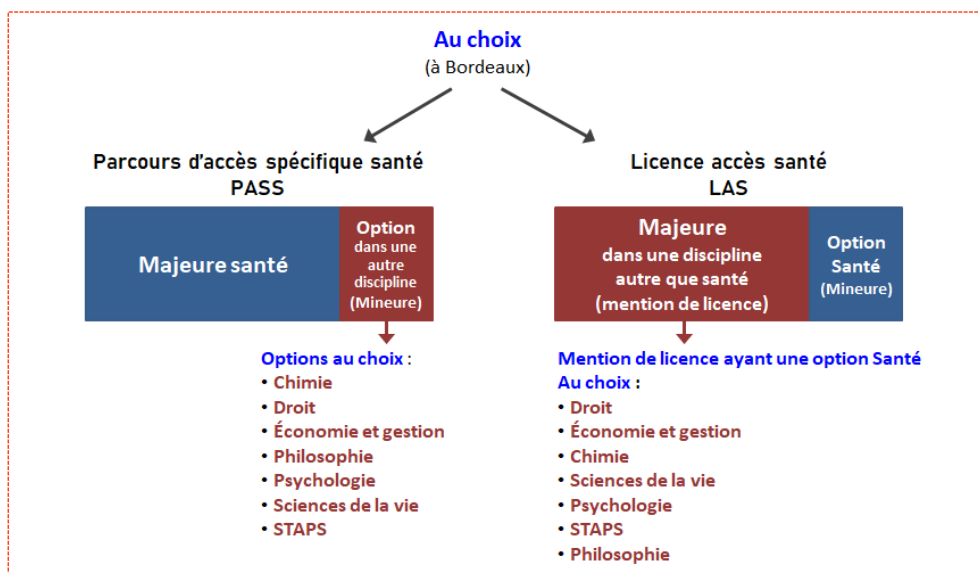 Au choix
(à Bordeaux)
Parcours d'accès spécifique santé
PASS
Majeure santé
Option
dans une
autre
discipline
(Mineure)
Options au choix :
• Chimie
• Droit
• Économie et gestion
• Philosophie
• Psychologie
• Sciences de la vie
• STAPS
Licence accès santé
LAS
Majeure
dans une discipline
autre que santé
(mention de licence)
Option
Santé
(Mineure)
Mention de licence ayant une option Santé
Au choix :
• Droit
• Économie et gestion
• Chimie
• Sciences de la vie
• Psychologie
• STAPS
• Philosophie